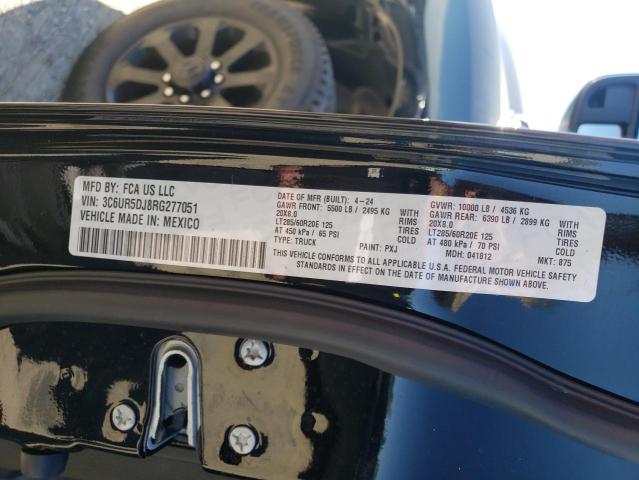 MFD BY: FCA US LLC
VIN: 3C6UR5DJ8RG277051
VEHICLE MADE IN MEXICO
DATE OF MFR (BUILT): 4-24
GAWR FRONT: 5500 LB / 2495 KG
WITH
20X8.0 RIMS
LT285/60R20E 125 TIRES
AT 450 kPa / 65 PSI COLD
TYPE: TRUCK PAINT: PXJ
GVWR: 10000 LB / 4536 KG
GAWR REAR: 6390 LB / 2899 KG
WITH
20X8.0 RIMS
LT285/60R20E 125 TIRES
AT 480 kPa / 70 PSI COLD
MDH: 041812 MKT: 875
THIS VEHICLE CONFORMS TO ALL APPLICABLE U.S.A. FEDERAL MOTOR VEHICLE SAFETY
STANDARDS IN EFFECT ON THE DATE OF MANUFACTURE SHOWN ABOVE.